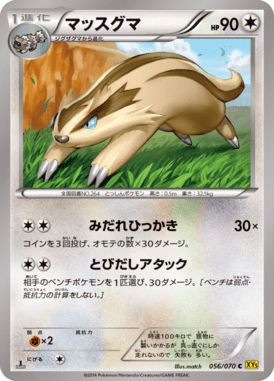 1進化 マッスグマ HP90
ジグザグマから進化
全国図鑑NO.264 とっしんポケモン 高さ：0.5m 重さ：32.5kg
みだれひっかき 30×
コインを3回投げ、オモテの数×30ダメージ。
とびだしアタック
相手のベンチポケモンを1匹選び、30ダメージ。[ベンチは弱点・
抵抗力の計算をしない。]
弱点 ×2 抵抗力
にげる
時速100キロで獲物に
襲いかかるが 真っ直ぐにしか
走れないため 失敗も 多い。
illus.match 056/070 C XY5
©2014 Pokémon/Nintendo/Creatures/GAME FREAK.